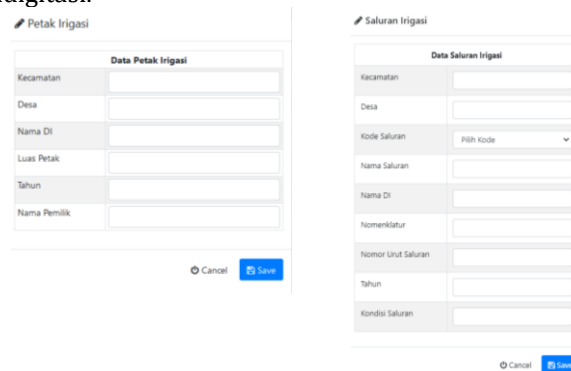 digitasi.
Petak Irigasi
Data Petak Irigasi
Kecamatan
Desa
Nama DI
Luas Petak
Tahun
Nama Pemilik
Cancel Save
Saluran Irigasi
Data Saluran Irigasi
Kecamatan
Desa
Kode Saluran Pilih Kode
Nama Saluran
Nama DI
Nomenklatur
Nomor Urut Saluran
Tahun
Kondisi Saluran
Cancel Save